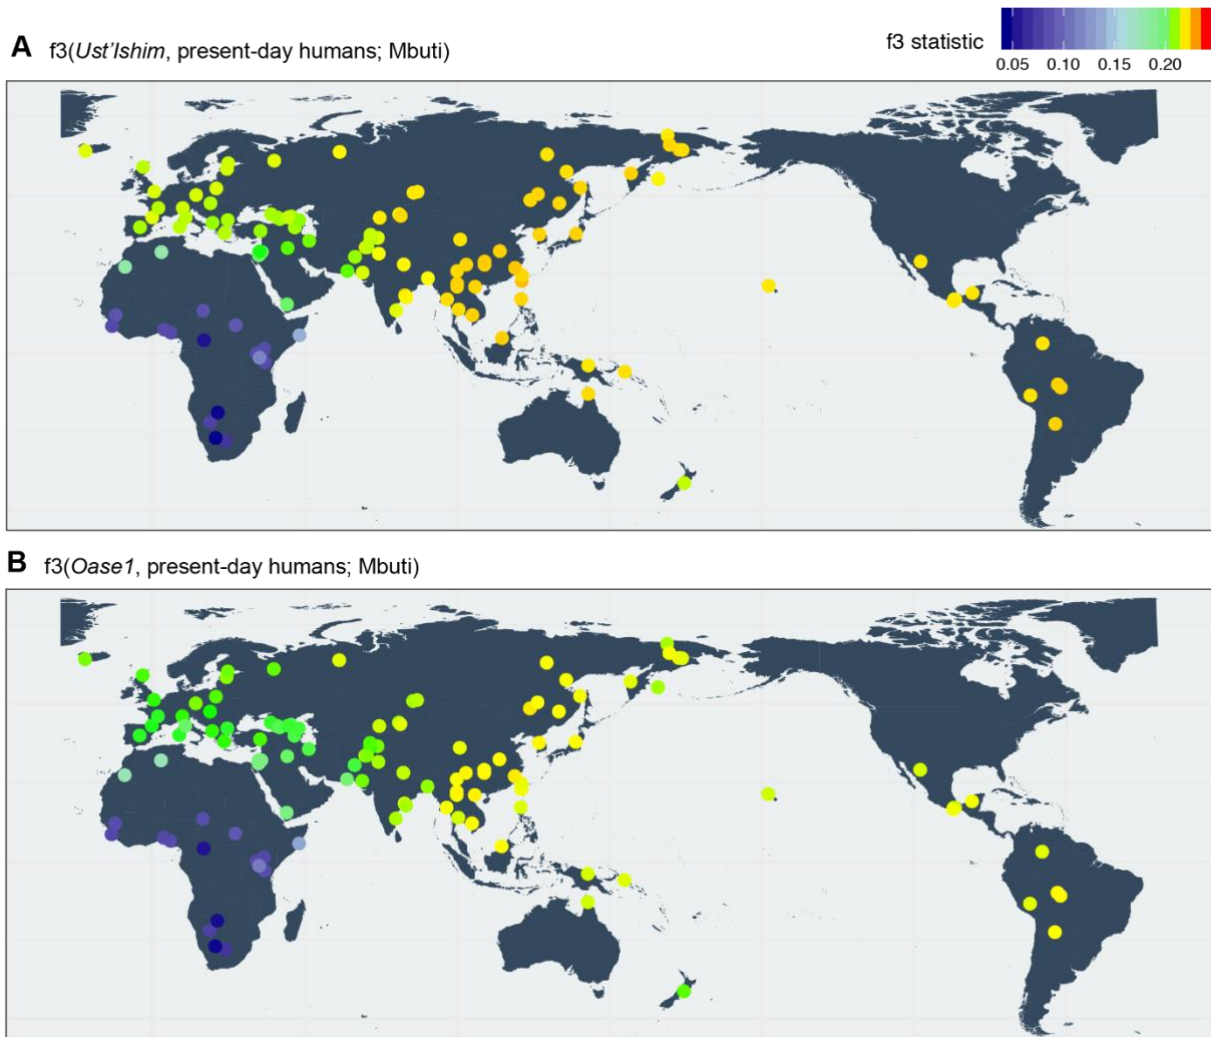 A f3(Ust'Ishim, present-day humans; Mbuti)
f3 statistic
0.05 0.10 0.15 0.20
B f3(Oase1, present-day humans; Mbuti)